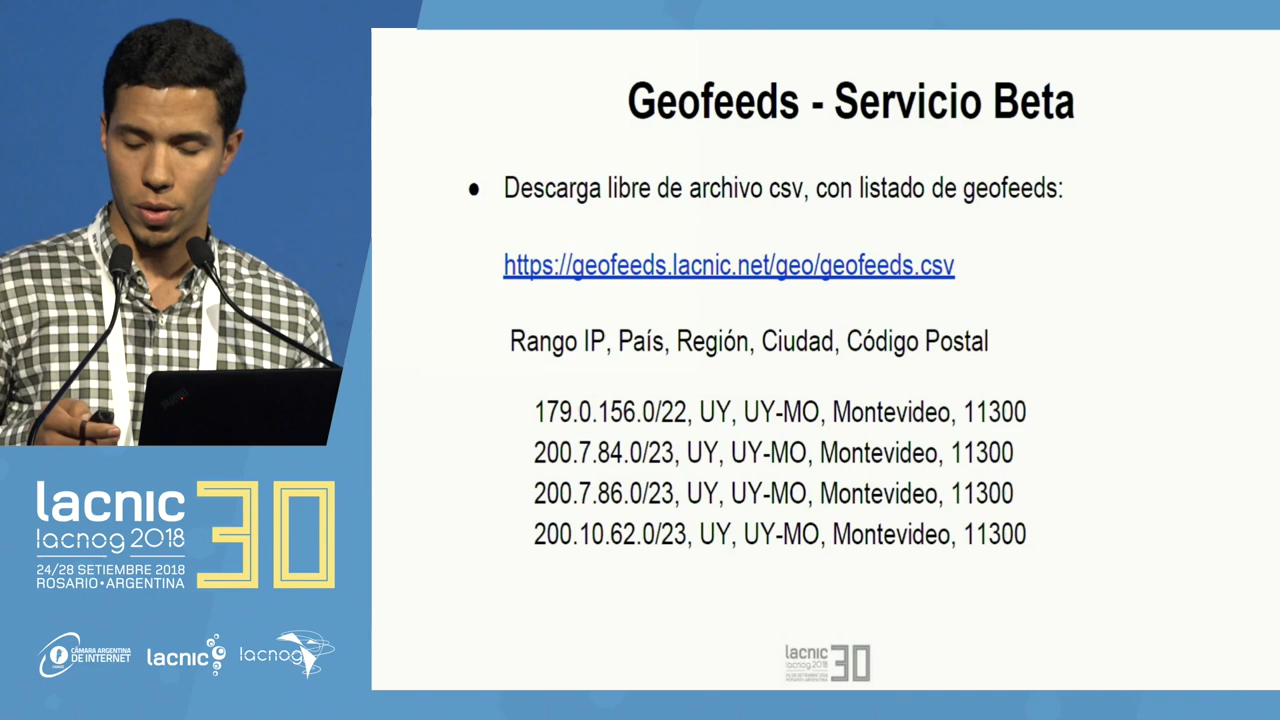 Geofeeds - Servicio Beta
● Descarga libre de archivo csv, con listado de geofeeds:
https://geofeeds.lacnic.net/geo/geofeeds.csv
Rango IP, País, Región, Ciudad, Código Postal
179.0.156.0/22, UY, UY-MO, Montevideo, 11300
200.7.84.0/23, UY, UY-MO, Montevideo, 11300
200.7.86.0/23, UY, UY-MO, Montevideo, 11300
200.10.62.0/23, UY, UY-MO, Montevideo, 11300
lacnic 30
lacnog 2018
24/28 SETIEMBRE 2018
ROSARIO • ARGENTINA
CÁMARA ARGENTINA
DE INTERNET
lacnic
lacnog
lacnic 30
lacnog 2018